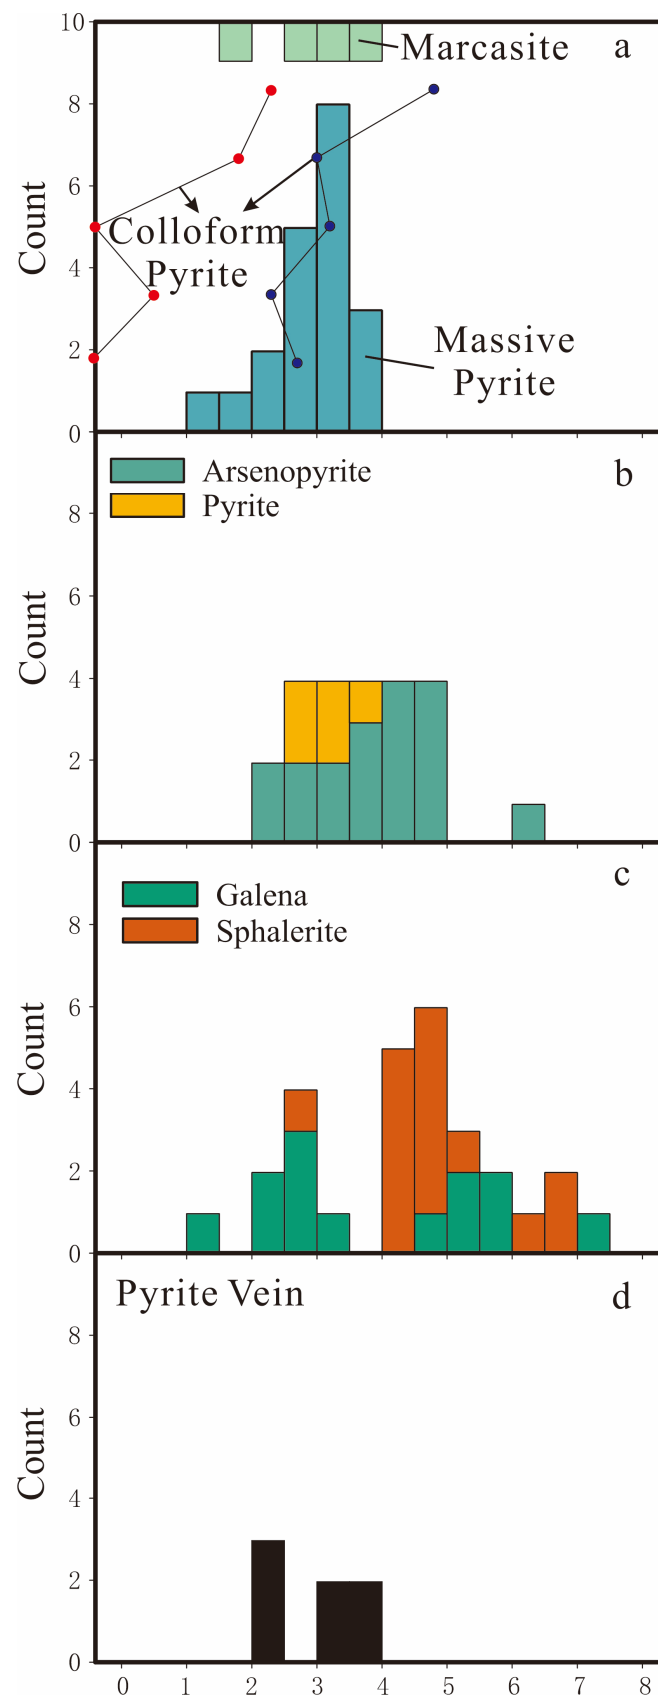 10
Marcasite
a
8
6
Count
Colloform
Pyrite
4
Massive
Pyrite
2
0
Arsenopyrite
b
Pyrite
8
6
Count
4
2
0
c
Galena
Sphalerite
8
6
Count
4
2
0
Pyrite Vein
d
8
6
Count
4
2
0
0 1 2 3 4 5 6 7 8